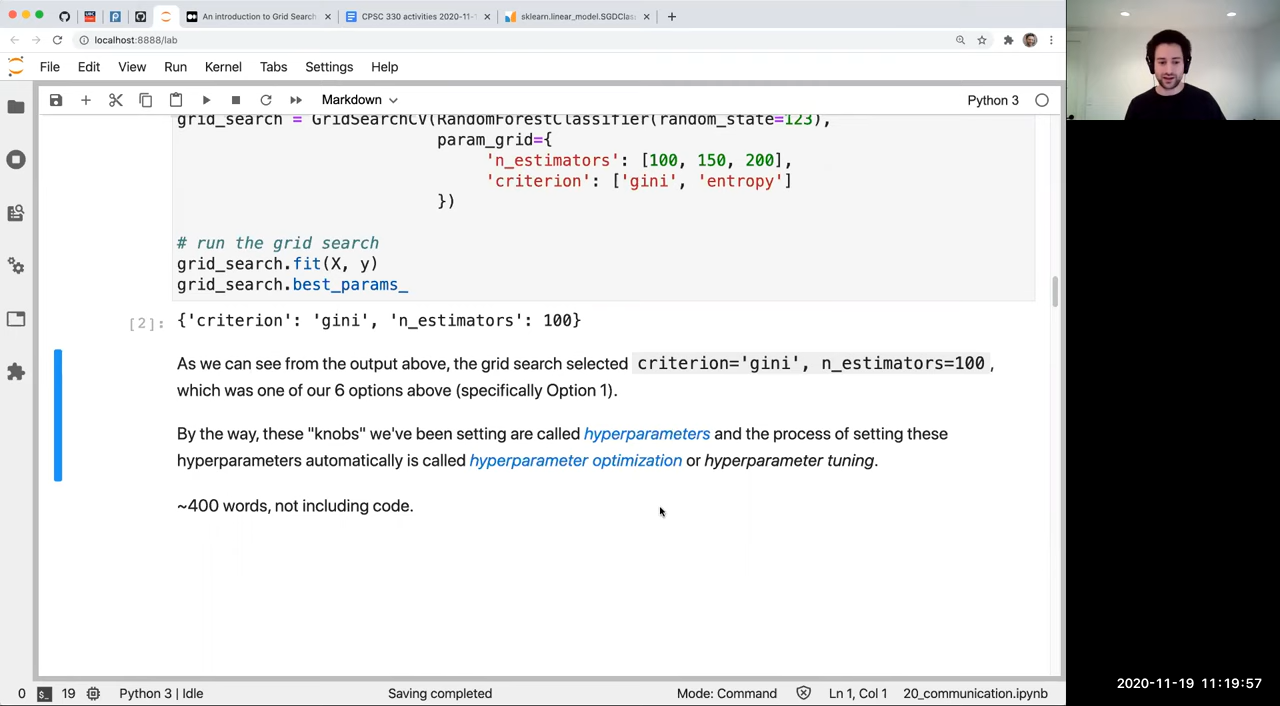 An introduction to Grid Search
CPSC 330 activities 2020-11-
sklearn.linear_model.SGDClas
localhost:8888/lab
File Edit View Run Kernel Tabs Settings Help
Markdown
Python 3
grid_search = GridSearchCV(RandomForestClassifier(random_state=123),
param_grid={
'n_estimators': [100, 150, 200],
'criterion': ['gini', 'entropy']
})
# run the grid search
grid_search.fit(X, y)
grid_search.best_params_
[2]: {'criterion': 'gini', 'n_estimators': 100}
As we can see from the output above, the grid search selected criterion='gini', n_estimators=100,
which was one of our 6 options above (specifically Option 1).
By the way, these "knobs" we've been setting are called hyperparameters and the process of setting these
hyperparameters automatically is called hyperparameter optimization or hyperparameter tuning.
~400 words, not including code.
0 19 Python 3 | Idle Saving completed Mode: Command Ln 1, Col 1 20_communication.ipynb
2020-11-19 11:19:57